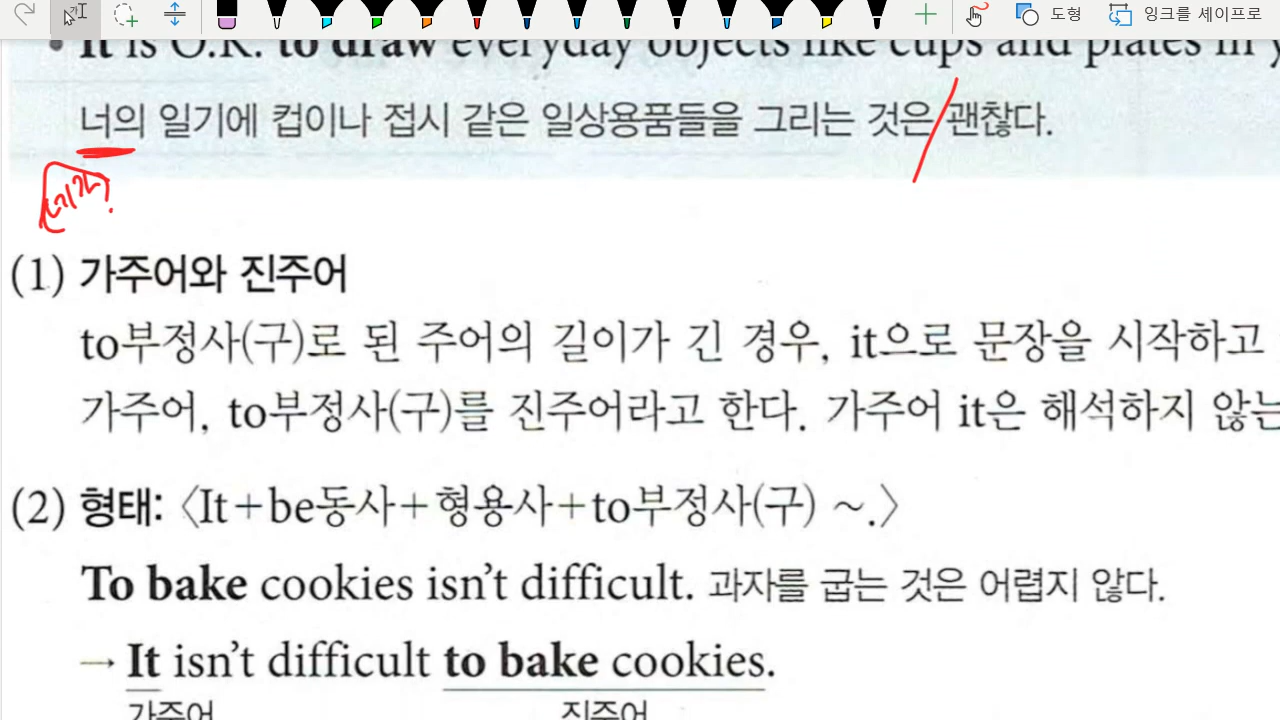 도형 잉크를 셰이프로
• It is O.K. to draw everyday objects like cups and plates in
너의 일기에 컵이나 접시 같은 일상용품들을 그리는 것은 괜찮다.
(1) 가주어와 진주어
to부정사(구)로 된 주어의 길이가 긴 경우, it으로 문장을 시작하고
가주어, to부정사(구)를 진주어라고 한다. 가주어 it은 해석하지 않는
(2) 형태: 〈It+be동사+형용사+to부정사(구) ~.〉
To bake cookies isn't difficult. 과자를 굽는 것은 어렵지 않다.
→ It isn't difficult to bake cookies.
가주어 진주어